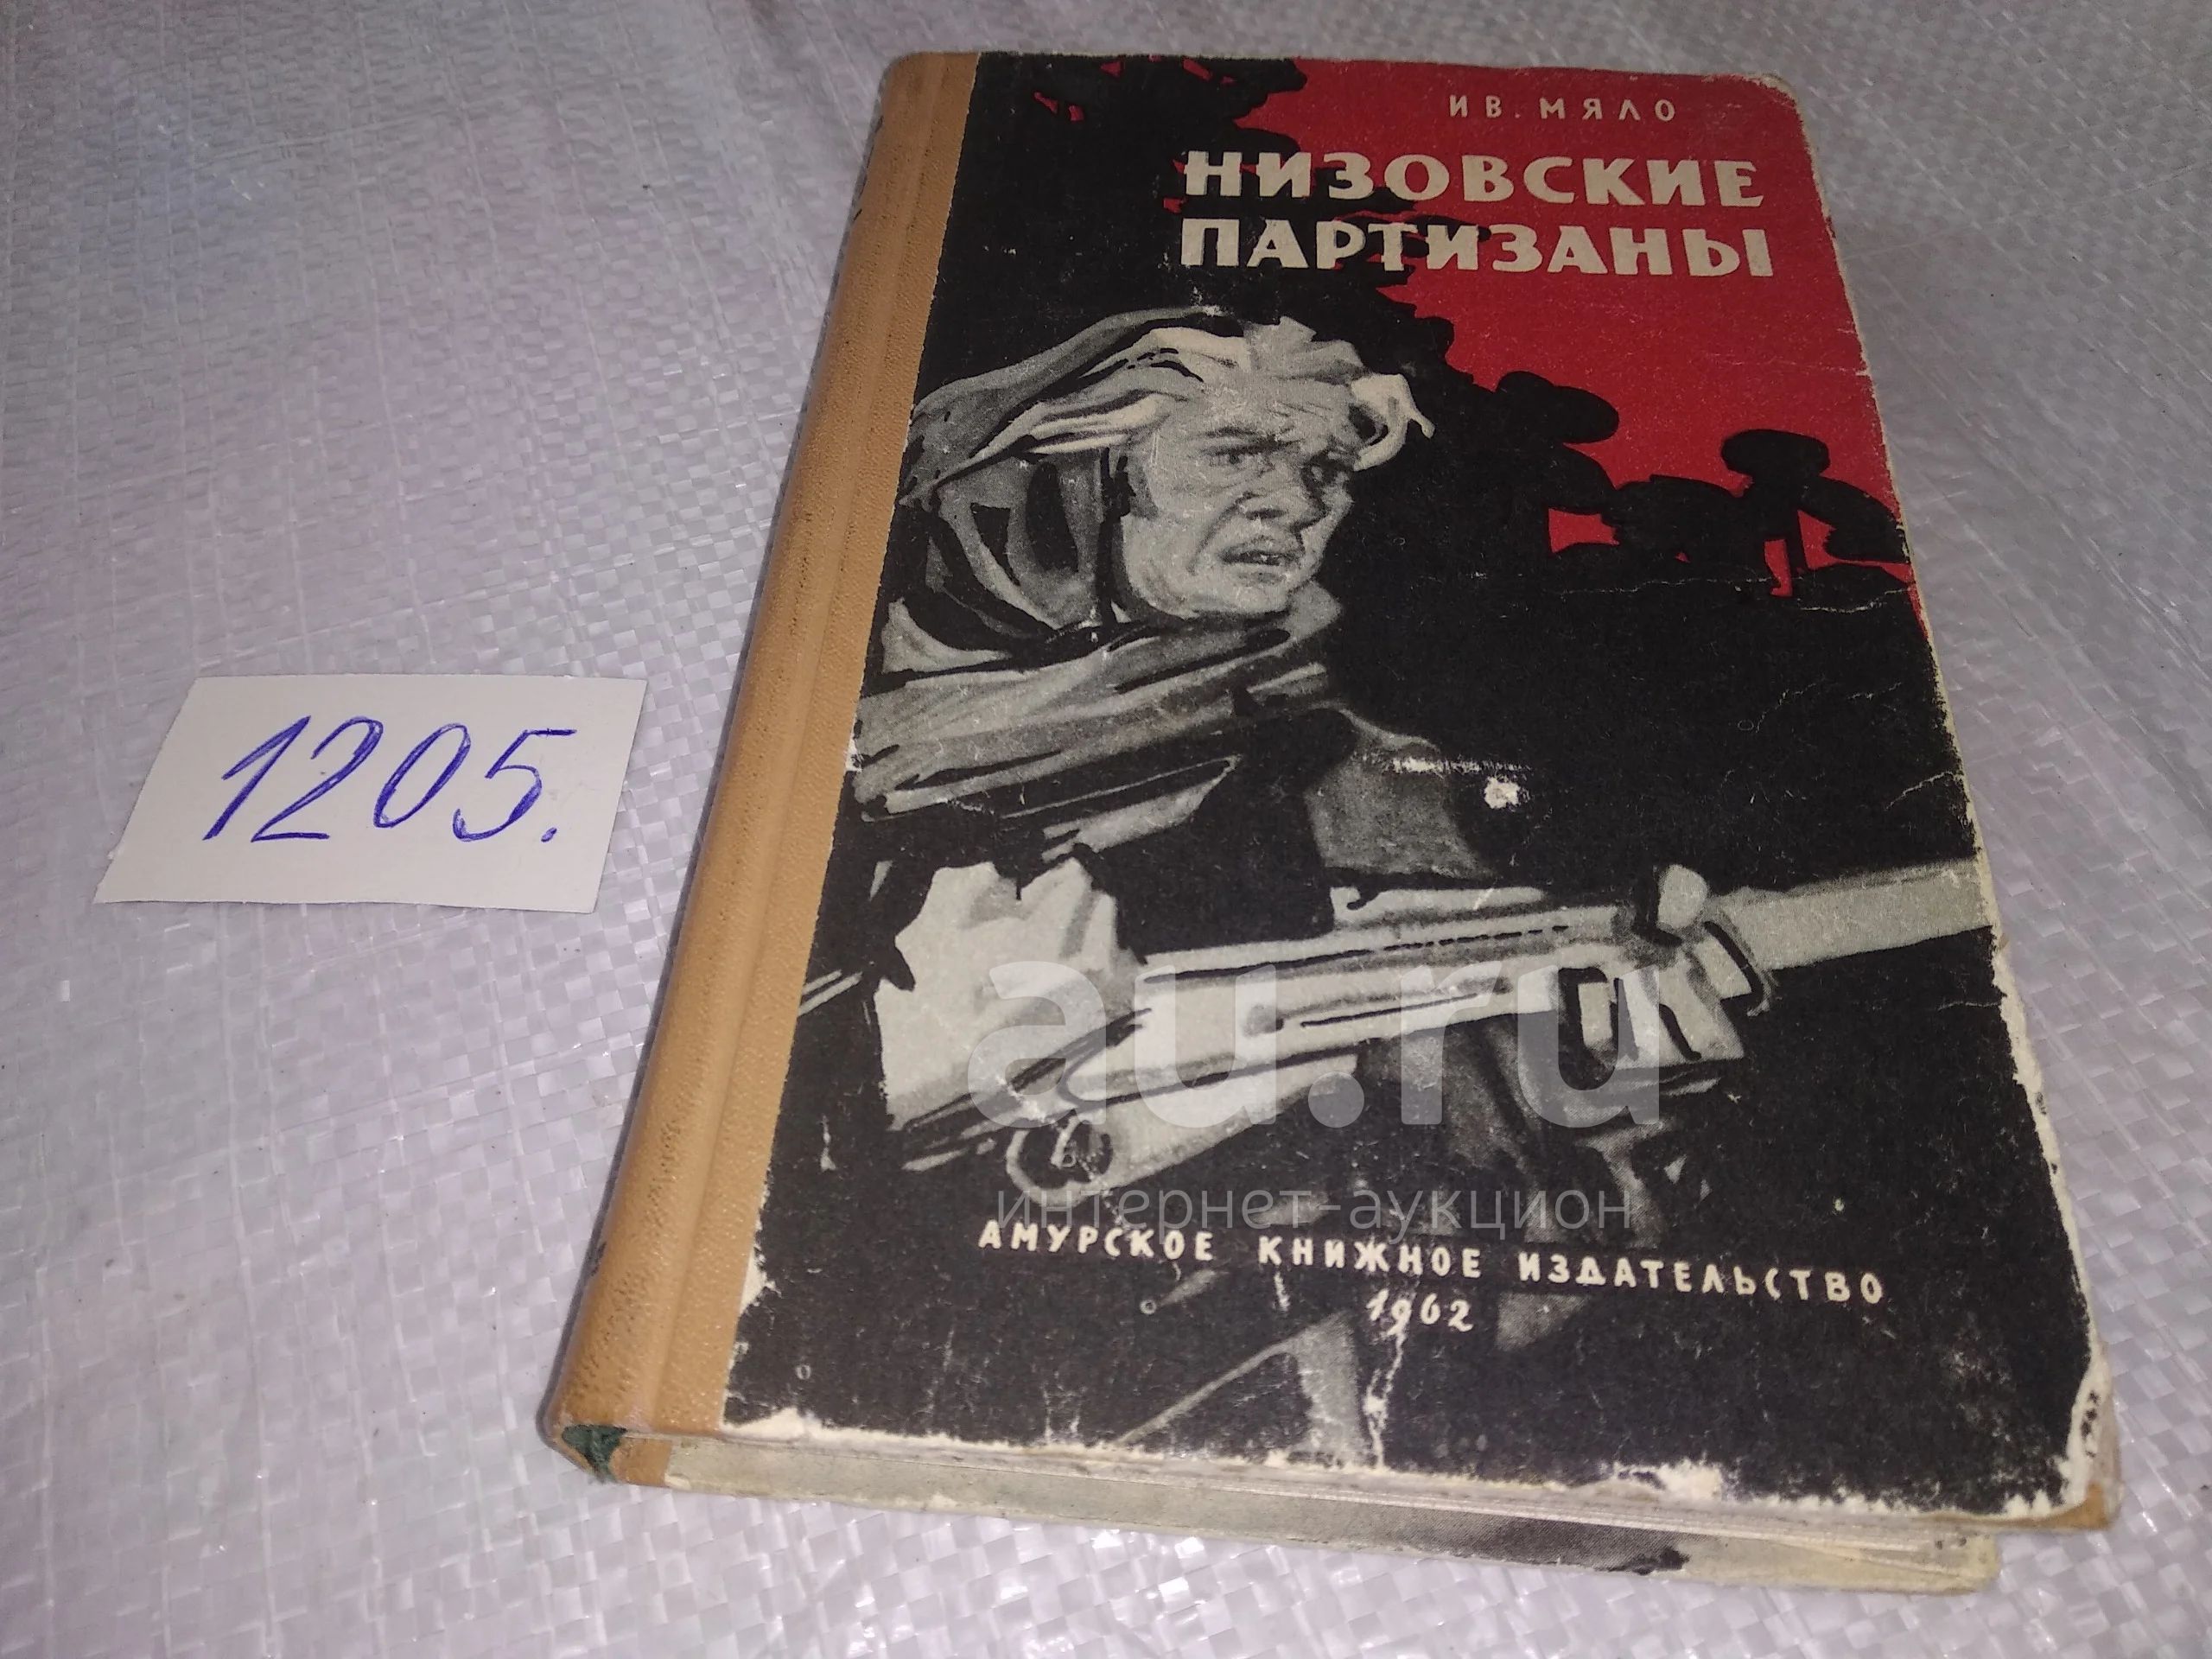 ИВ. МЯЛО
НИЗОВСКИЕ
ПАРТИЗАНЫ
1205.
au.ru
интернет-аукцион
АМУРСКОЕ КНИЖНОЕ ИЗДАТЕЛЬСТВО
1962